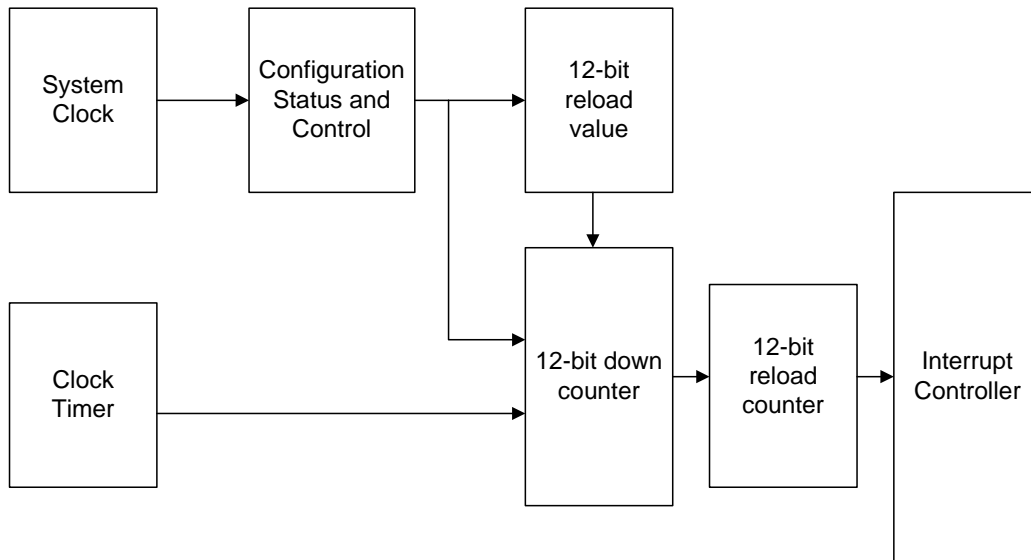 System
Clock
Configuration
Status and
Control
12-bit
reload
value
Clock
Timer
12-bit down
counter
12-bit
reload
counter
Interrupt
Controller